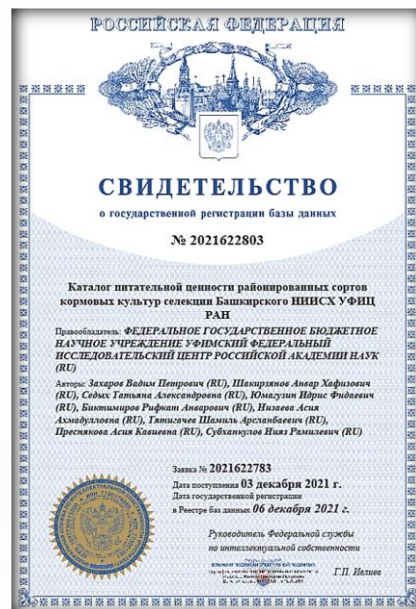 РОССИЙСКАЯ ФЕДЕРАЦИЯ
СВИДЕТЕЛЬСТВО
о государственной регистрации базы данных
№ 2021622803
Каталог питательной ценности районированных сортов
кормовых культур селекции Башкирского НИИСХ УФИЦ
РАН
Правообладатель: ФЕДЕРАЛЬНОЕ ГОСУДАРСТВЕННОЕ БЮДЖЕТНОЕ
НАУЧНОЕ УЧРЕЖДЕНИЕ УФИМСКИЙ ФЕДЕРАЛЬНЫЙ
ИССЛЕДОВАТЕЛЬСКИЙ ЦЕНТР РОССИЙСКОЙ АКАДЕМИИ НАУК
(RU)
Авторы: Захаров Вадим Петрович (RU), Шакирзянов Анвар Хафизович
(RU), Седых Татьяна Александровна (RU), Юмагузин Идрис Фидаевич
(RU), Биктимиров Рифкат Анварович (RU), Низаева Асия
Ахмадулловна (RU), Тятигачев Шамиль Арсланбаевич (RU),
Преснякова Асия Кавиевна (RU), Субханкулов Нияз Рамилевич (RU)
Заявка № 2021622783
Дата поступления 03 декабря 2021 г.
Дата государственной регистрации
в Реестре баз данных 06 декабря 2021 г.
Руководитель Федеральной службы
по интеллектуальной собственности
Г.П. Ивлиев